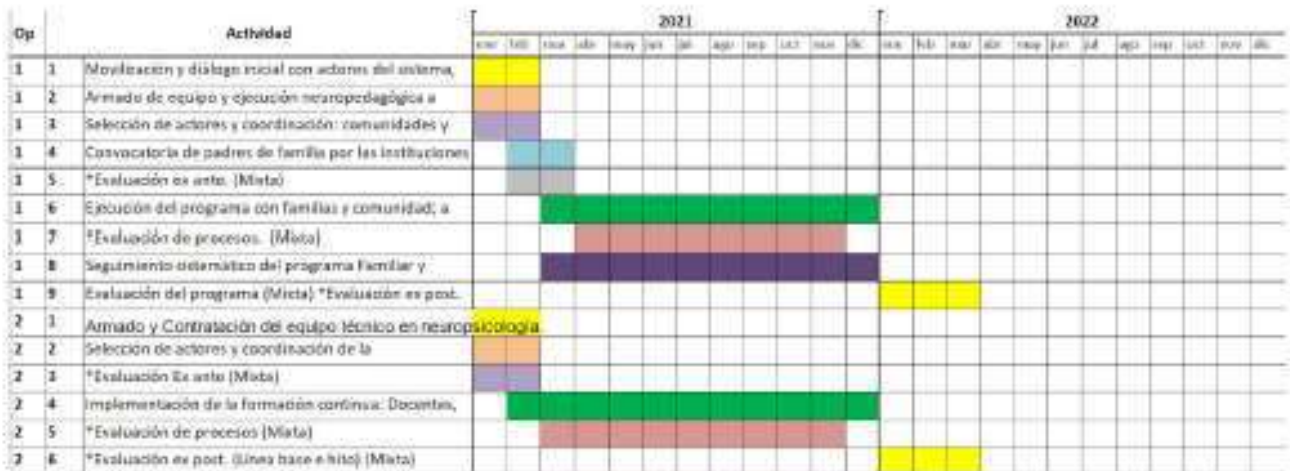 2021 2022
Op Actividad
ene feb mar abr may jun jul ago sep oct nov dic ene feb mar abr may jun jul ago sep oct nov dic
1 1 Movilización y diálogo inicial con actores del sistema,
1 2 Armado de equipo y ejecución neuropedagógica a
1 3 Selección de actores y coordinación: comunidades y
1 4 Convocatoria de padres de familia por las instituciones
1 5 *Evaluación ex ante. (Mixta)
1 6 Ejecución del programa con familias y comunidad; a
1 7 *Evaluación de procesos. (Mixta)
1 8 Seguimiento sistemático del programa Familiar y
1 9 Evaluación del programa (Mixta) *Evaluación ex post.
2 1 Armado y Contratación del equipo técnico en neuropsicología.
2 2 Selección de actores y coordinación de la
2 3 *Evaluación Ex ante (Mixta)
2 4 Implementación de la formación continua: Docentes,
2 5 *Evaluación de procesos (Mixta)
2 6 *Evaluación ex post. (Línea base e hito) (Mixta)